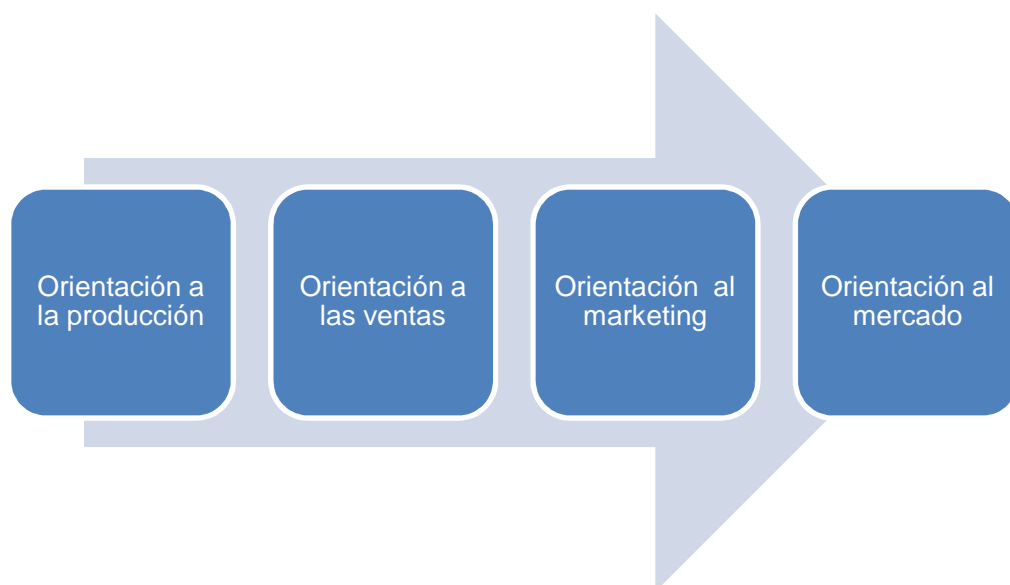 Orientación a
la producción
Orientación a
las ventas
Orientación  al
marketing
Orientación al
mercado